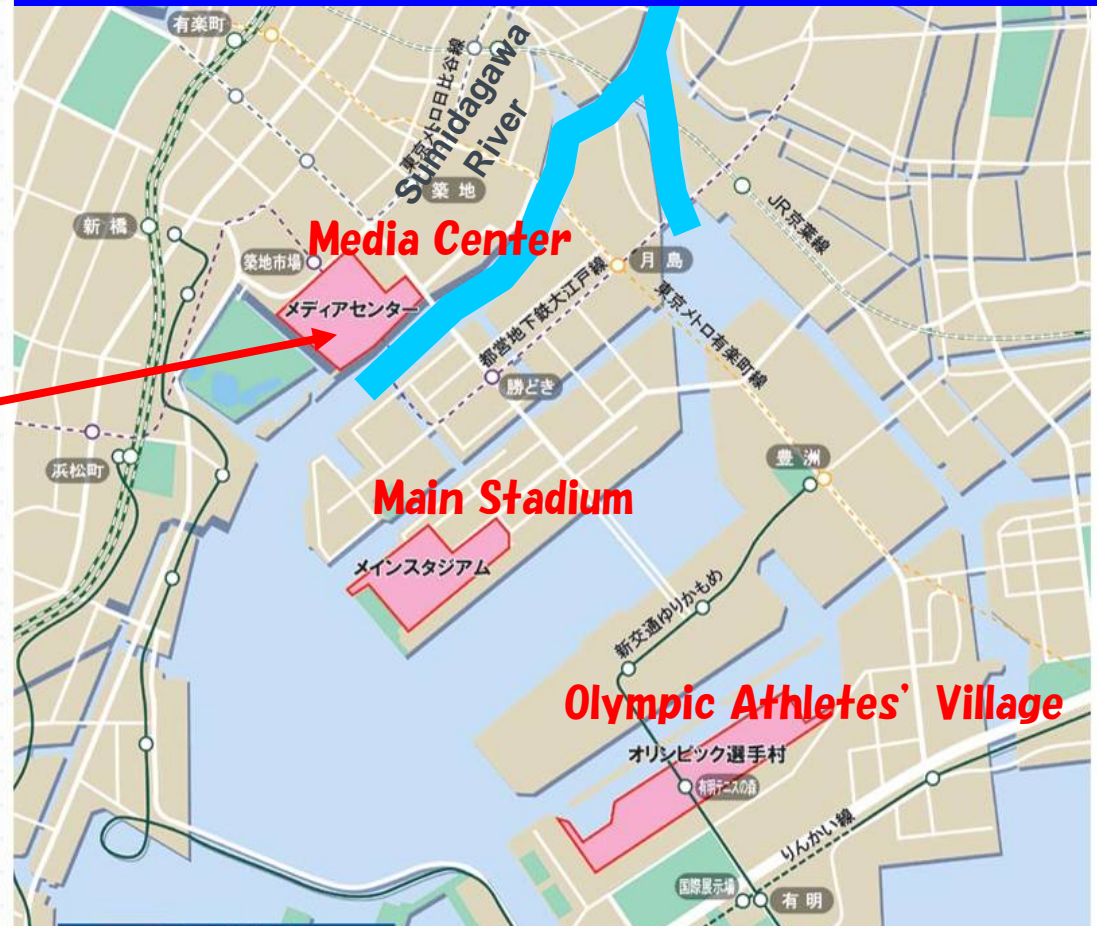 有楽町
東京メトロ日比谷線
Sumidagawa
River
築地
新橋
Media Center
築地市場
メディアセンター
JR京葉線
月島
都営地下鉄大江戸線
東京メトロ有楽町線
勝どき
浜松町
豊洲
Main Stadium
メインスタジアム
新交通ゆりかもめ
Olympic Athletes’ Village
オリンピック選手村
有明テニスの森
りんかい線
国際展示場
有明